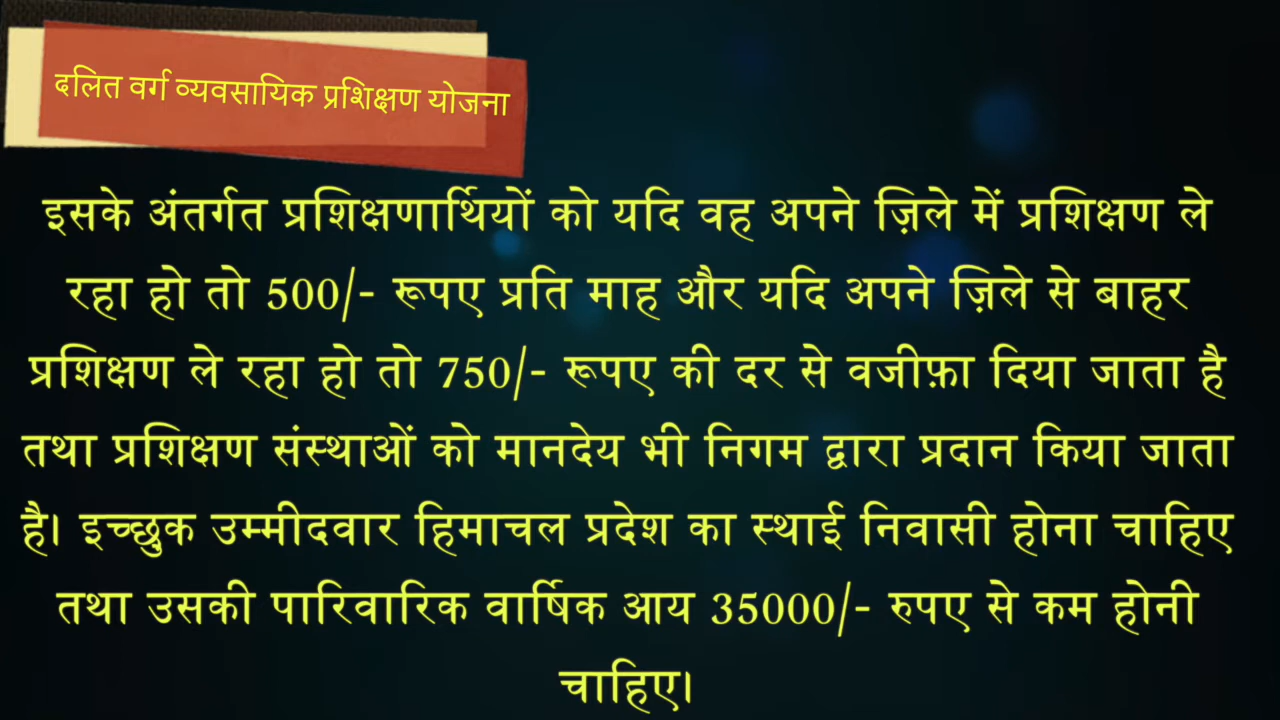 दलित वर्ग व्यवसायिक प्रशिक्षण योजना
इसके अंतर्गत प्रशिक्षणार्थियों को यदि वह अपने ज़िले में प्रशिक्षण ले
रहा हो तो 500/- रूपए प्रति माह और यदि अपने ज़िले से बाहर
प्रशिक्षण ले रहा हो तो 750/- रूपए की दर से वजीफ़ा दिया जाता है
तथा प्रशिक्षण संस्थाओं को मानदेय भी निगम द्वारा प्रदान किया जाता
है। इच्छुक उम्मीदवार हिमाचल प्रदेश का स्थाई निवासी होना चाहिए
तथा उसकी पारिवारिक वार्षिक आय 35000/- रुपए से कम होनी
चाहिए।